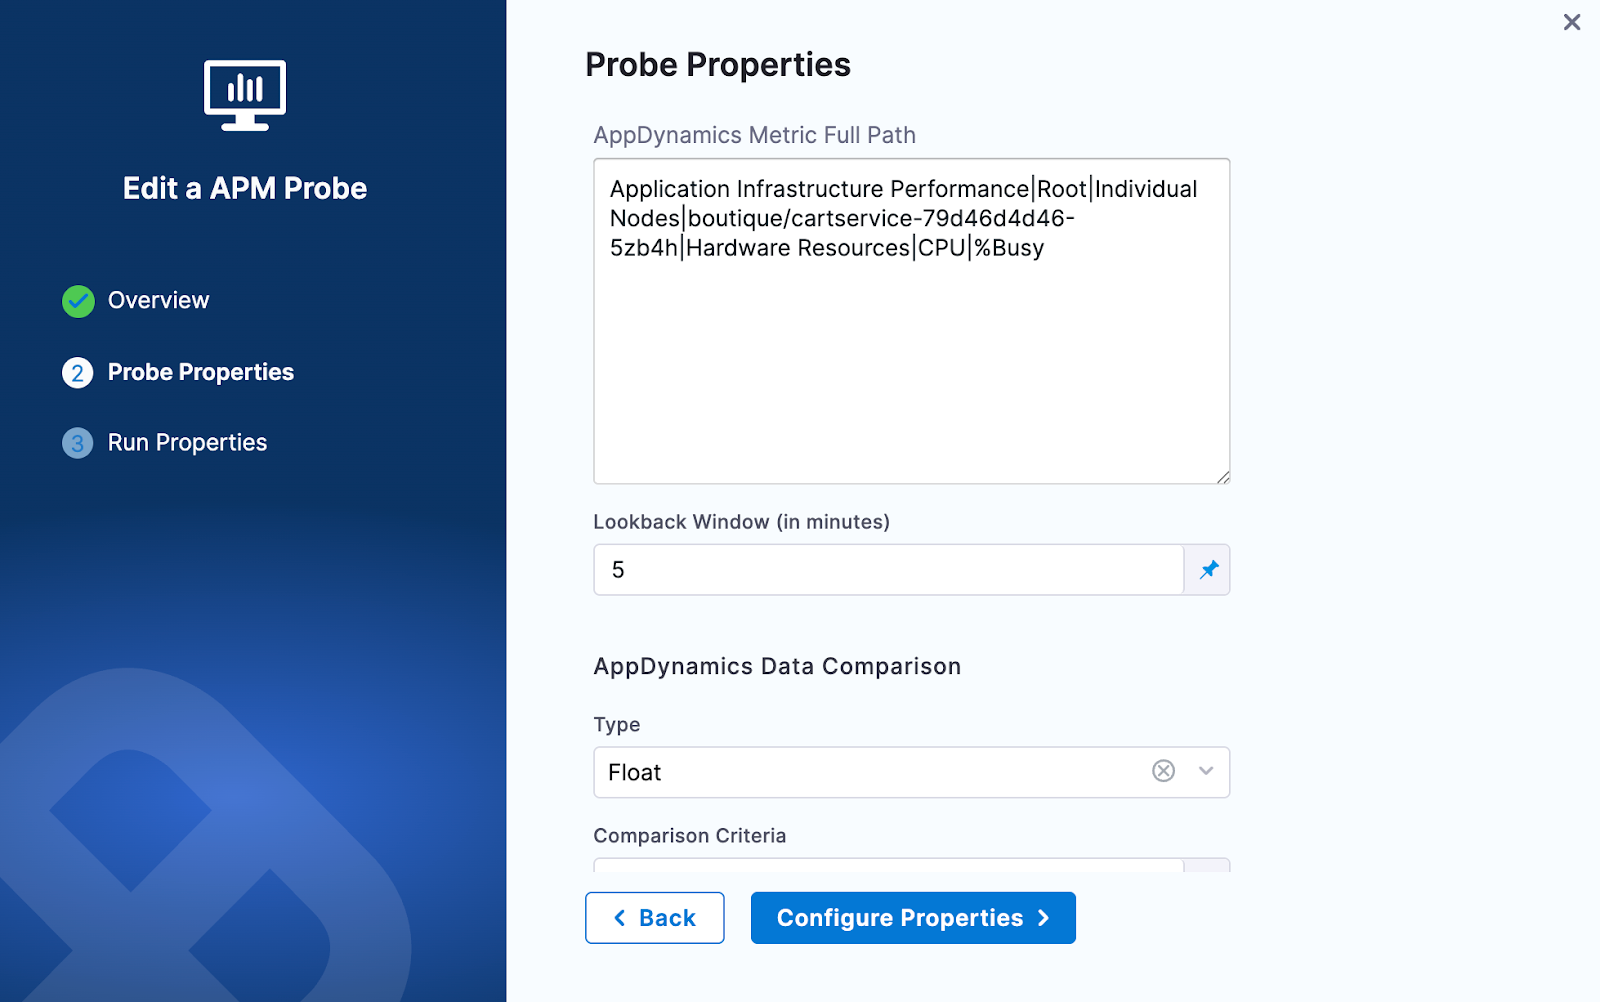 Edit a APM Probe
Overview
2 Probe Properties
3 Run Properties
Probe Properties
AppDynamics Metric Full Path
Application Infrastructure Performance|Root|Individual
Nodes|boutique/cartservice-79d46d4d46-
5zb4h|Hardware Resources|CPU|%Busy
Lookback Window (in minutes)
5
AppDynamics Data Comparison
Type
Float
Comparison Criteria
Back
Configure Properties